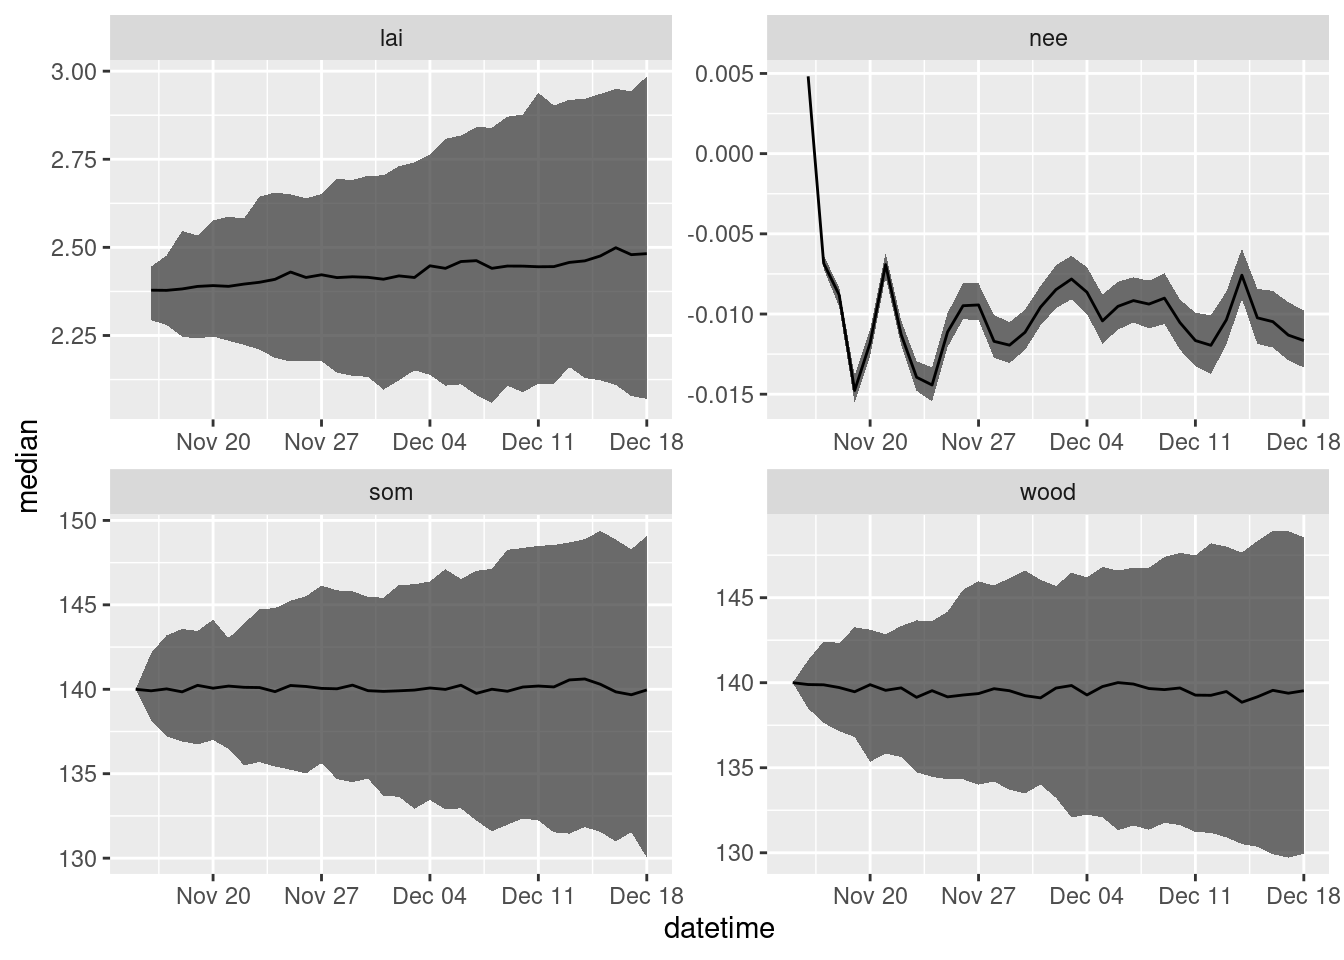 lai
nee
3.00
2.75
2.50
2.25
0.005
0.000
-0.005
-0.010
-0.015
Nov 20 Nov 27 Dec 04 Dec 11 Dec 18
Nov 20 Nov 27 Dec 04 Dec 11 Dec 18
median
som
wood
150
145
140
135
130
145
140
135
130
Nov 20 Nov 27 Dec 04 Dec 11 Dec 18
Nov 20 Nov 27 Dec 04 Dec 11 Dec 18
datetime